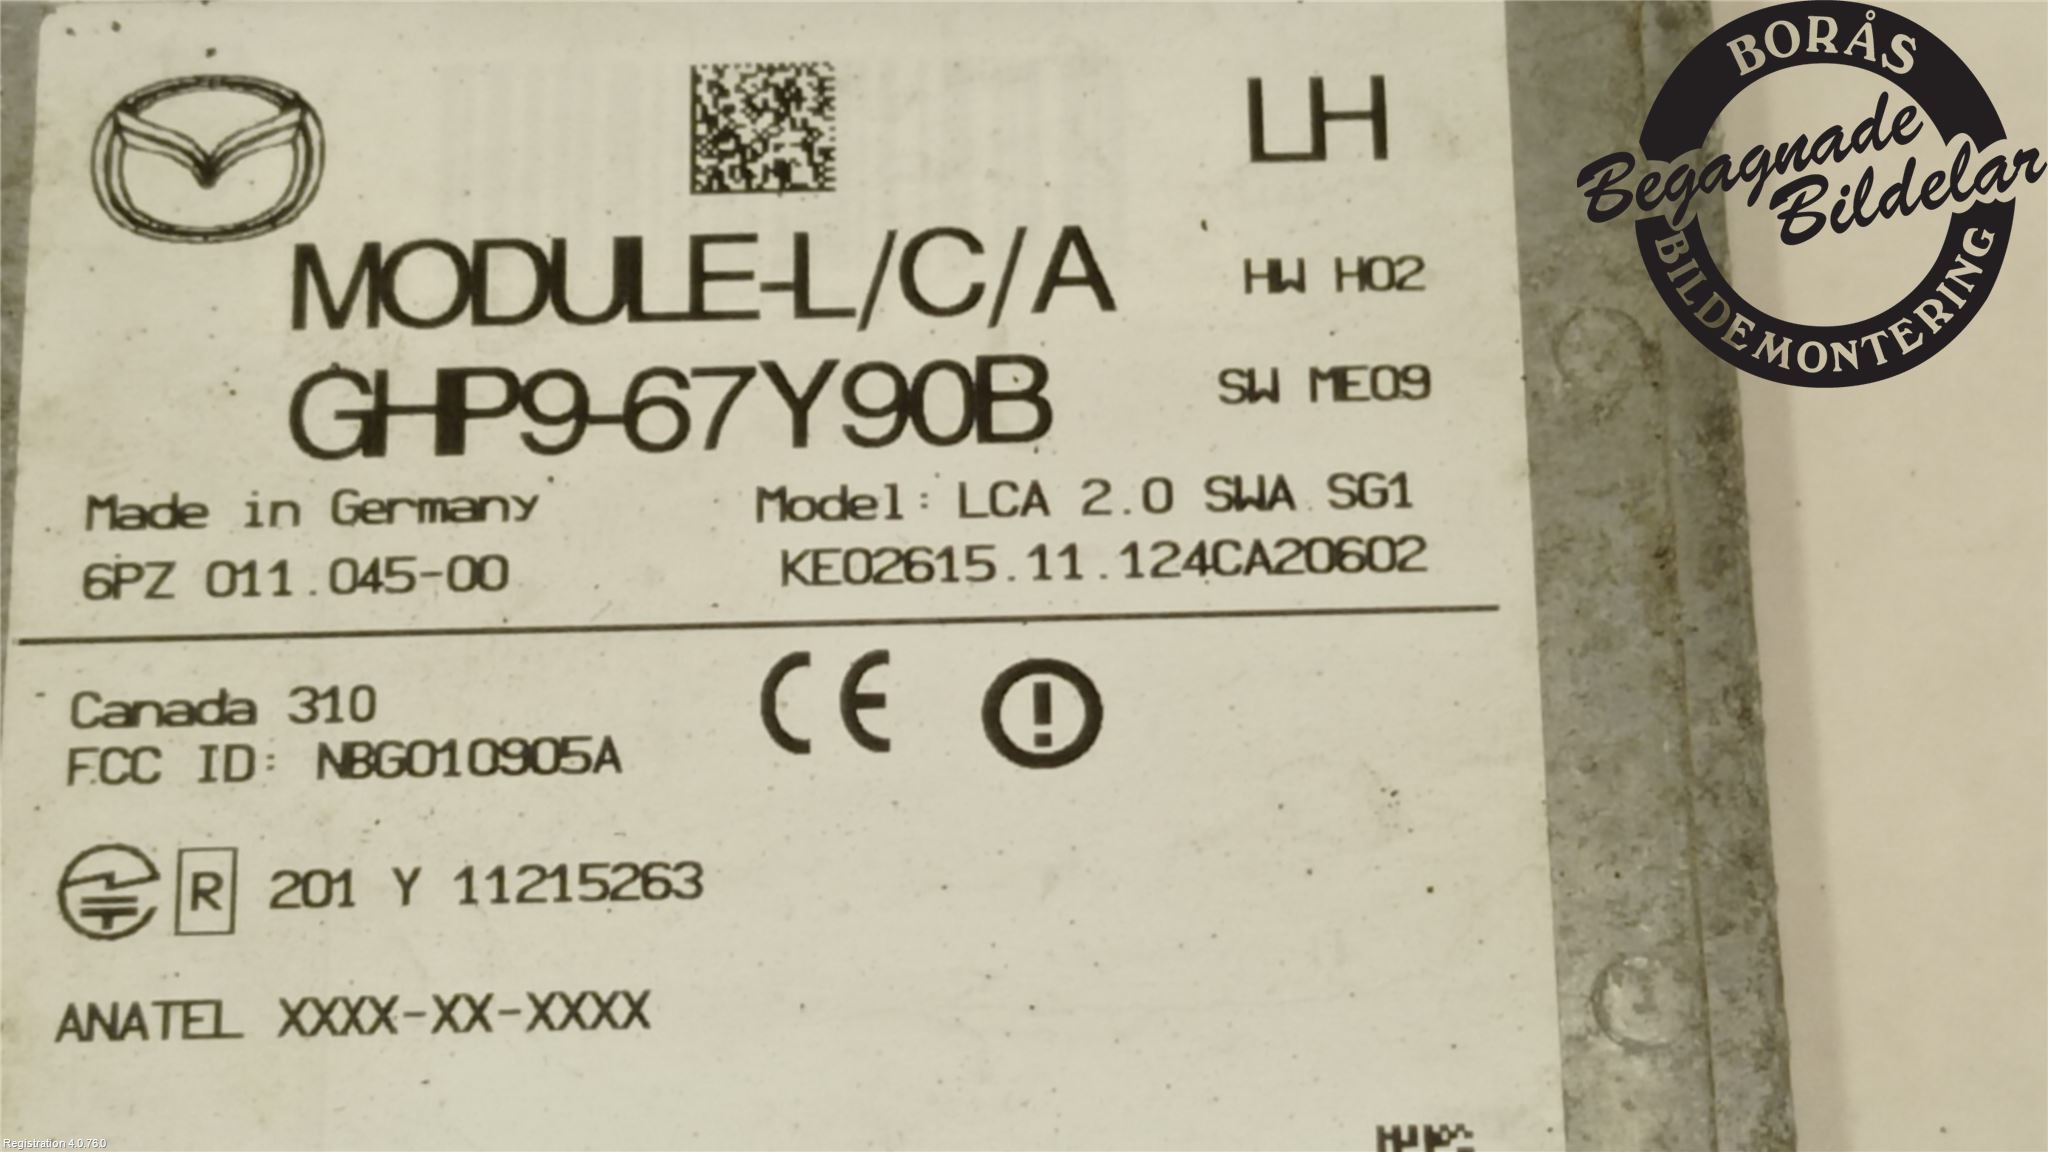 LH
MODULE-L/C/A
HW H02
GHP9-67Y90B
SW ME09
Made in Germany
Model: LCA 2.0 SWA SG1
6PZ 011.045-00
KE02615.11.124CA20602
Canada 310
FCC ID: NBG010905A
CE
R 201 Y 11215263
ANATEL XXXX-XX-XXXX
BORÅS
Begagnade
Bildelar
BILDEMONTERING
Registration 4.0.76.0